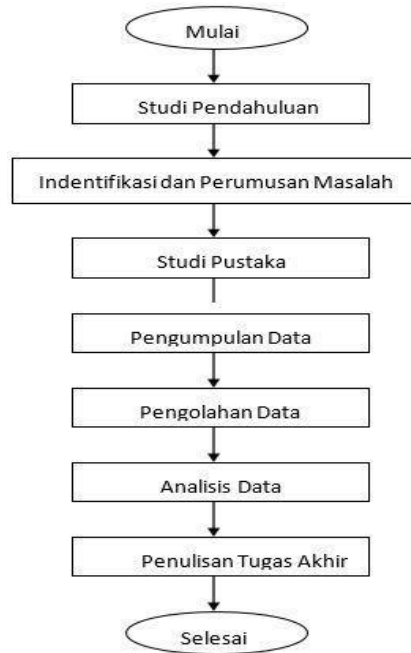 Mulai
Studi Pendahuluan
Indentifikasi dan Perumusan Masalah
Studi Pustaka
Pengumpulan Data
Pengolahan Data
Analisis Data
Penulisan Tugas Akhir
Selesai